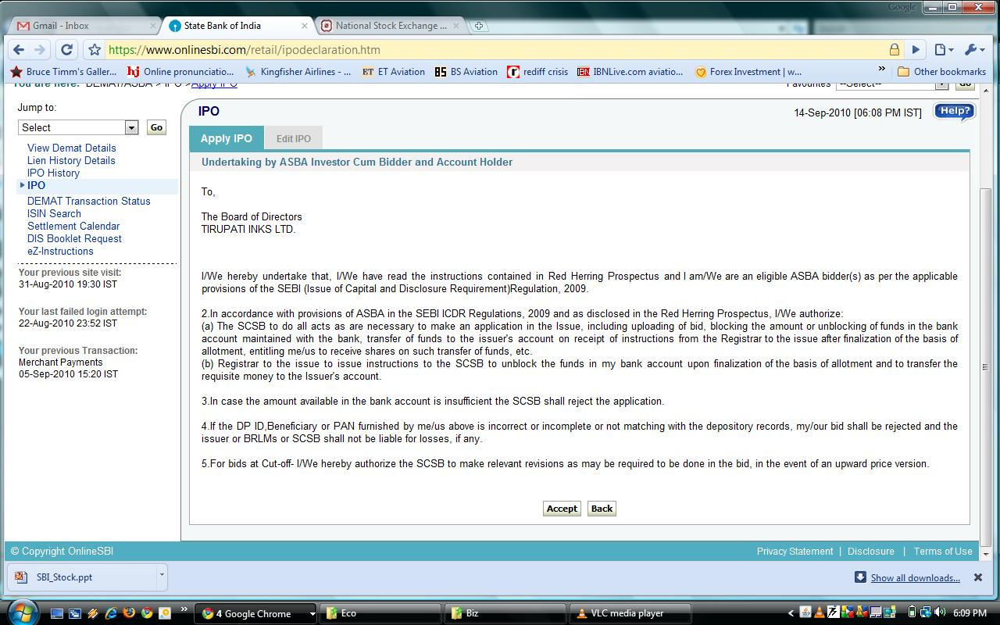 Google
Gmail - Inbox
State Bank of India
National Stock Exchange ...
https://www.onlinesbi.com/retail/ipodeclaration.htm
Bruce Timm's Galler...
hj Online pronunciatio...
Kingfisher Airlines - ...
ET ET Aviation
BS BS Aviation
r rediff crisis
IBN IBNLive.com aviatio...
Forex Investment | w...
»
Other bookmarks
You are here: DEMAT/ASBA > IPO >Apply IPO
Favourites --Select-- Go
Jump to:
Select Go
View Demat Details
Lien History Details
IPO History
IPO
DEMAT Transaction Status
ISIN Search
Settlement Calendar
DIS Booklet Request
eZ-Instructions
Your previous site visit:
31-Aug-2010 19:30 IST
Your last failed login attempt:
22-Aug-2010 23:52 IST
Your previous Transaction:
Merchant Payments
05-Sep-2010 15:20 IST
IPO
14-Sep-2010 [06:08 PM IST]
Help?
Apply IPO
Edit IPO
Undertaking by ASBA Investor Cum Bidder and Account Holder
To,
The Board of Directors
TIRUPATI INKS LTD.
I/We hereby undertake that, I/We have read the instructions contained in Red Herring Prospectus and I am/We are an eligible ASBA bidder(s) as per the applicable
provisions of the SEBI (Issue of Capital and Disclosure Requirement)Regulation, 2009.
2.In accordance with provisions of ASBA in the SEBI ICDR Regulations, 2009 and as disclosed in the Red Herring Prospectus, I/We authorize:
(a) The SCSB to do all acts as are necessary to make an application in the Issue, including uploading of bid, blocking the amount or unblocking of funds in the bank
account maintained with the bank, transfer of funds to the issuer's account on receipt of instructions from the Registrar to the issue after finalization of the basis of
allotment, entitling me/us to receive shares on such transfer of funds, etc.
(b) Registrar to the issue to issue instructions to the SCSB to unblock the funds in my bank account upon finalization of the basis of allotment and to transfer the
requisite money to the Issuer's account.
3.In case the amount available in the bank account is insufficient the SCSB shall reject the application.
4.If the DP ID,Beneficiary or PAN furnished by me/us above is incorrect or incomplete or not matching with the depository records, my/our bid shall be rejected and the
issuer or BRLMs or SCSB shall not be liable for losses, if any.
5.For bids at Cut-off- I/We hereby authorize the SCSB to make relevant revisions as may be required to be done in the bid, in the event of an upward price version.
Accept Back
© Copyright OnlineSBI
Privacy Statement | Disclosure | Terms of Use
SBI_Stock.ppt
Show all downloads...
»
4 Google Chrome
Eco
Biz
VLC media player
<
6:09 PM